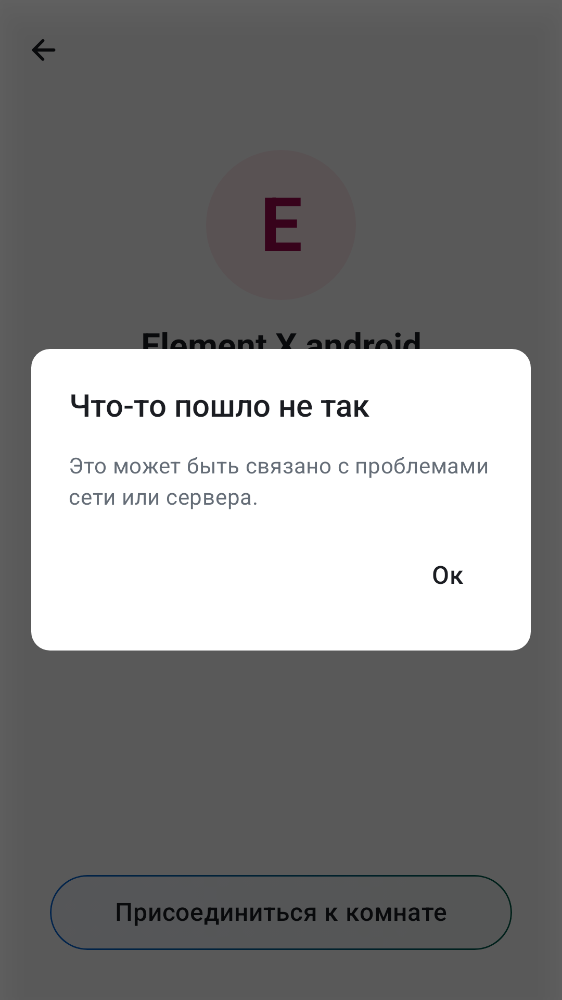 E
Element X android
Что-то пошло не так
Это может быть связано с проблемами
сети или сервера.
Ок
Присоединиться к комнате